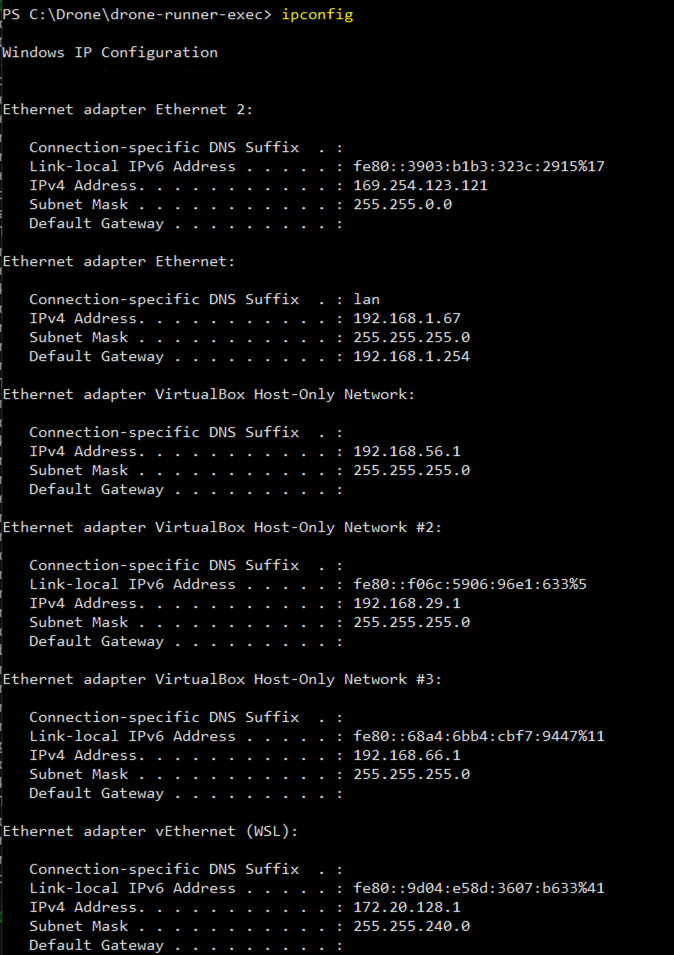 PS C:\Drone\drone-runner-exec> ipconfig
Windows IP Configuration
Ethernet adapter Ethernet 2:
Connection-specific DNS Suffix  . :
Link-local IPv6 Address . . . . . : fe80::3903:b1b3:323c:2915%17
IPv4 Address. . . . . . . . . . . : 169.254.123.121
Subnet Mask . . . . . . . . . . . : 255.255.0.0
Default Gateway . . . . . . . . . :
Ethernet adapter Ethernet:
Connection-specific DNS Suffix  . : lan
IPv4 Address. . . . . . . . . . . : 192.168.1.67
Subnet Mask . . . . . . . . . . . : 255.255.255.0
Default Gateway . . . . . . . . . : 192.168.1.254
Ethernet adapter VirtualBox Host-Only Network:
Connection-specific DNS Suffix  . :
IPv4 Address. . . . . . . . . . . : 192.168.56.1
Subnet Mask . . . . . . . . . . . : 255.255.255.0
Default Gateway . . . . . . . . . :
Ethernet adapter VirtualBox Host-Only Network #2:
Connection-specific DNS Suffix  . :
Link-local IPv6 Address . . . . . : fe80::f06c:5906:96e1:633%5
IPv4 Address. . . . . . . . . . . : 192.168.29.1
Subnet Mask . . . . . . . . . . . : 255.255.255.0
Default Gateway . . . . . . . . . :
Ethernet adapter VirtualBox Host-Only Network #3:
Connection-specific DNS Suffix  . :
Link-local IPv6 Address . . . . . : fe80::68a4:6bb4:cbf7:9447%11
IPv4 Address. . . . . . . . . . . : 192.168.66.1
Subnet Mask . . . . . . . . . . . : 255.255.255.0
Default Gateway . . . . . . . . . :
Ethernet adapter vEthernet (WSL):
Connection-specific DNS Suffix  . :
Link-local IPv6 Address . . . . . : fe80::9d04:e58d:3607:b633%41
IPv4 Address. . . . . . . . . . . : 172.20.128.1
Subnet Mask . . . . . . . . . . . : 255.255.240.0
Default Gateway . . . . . . . . . :